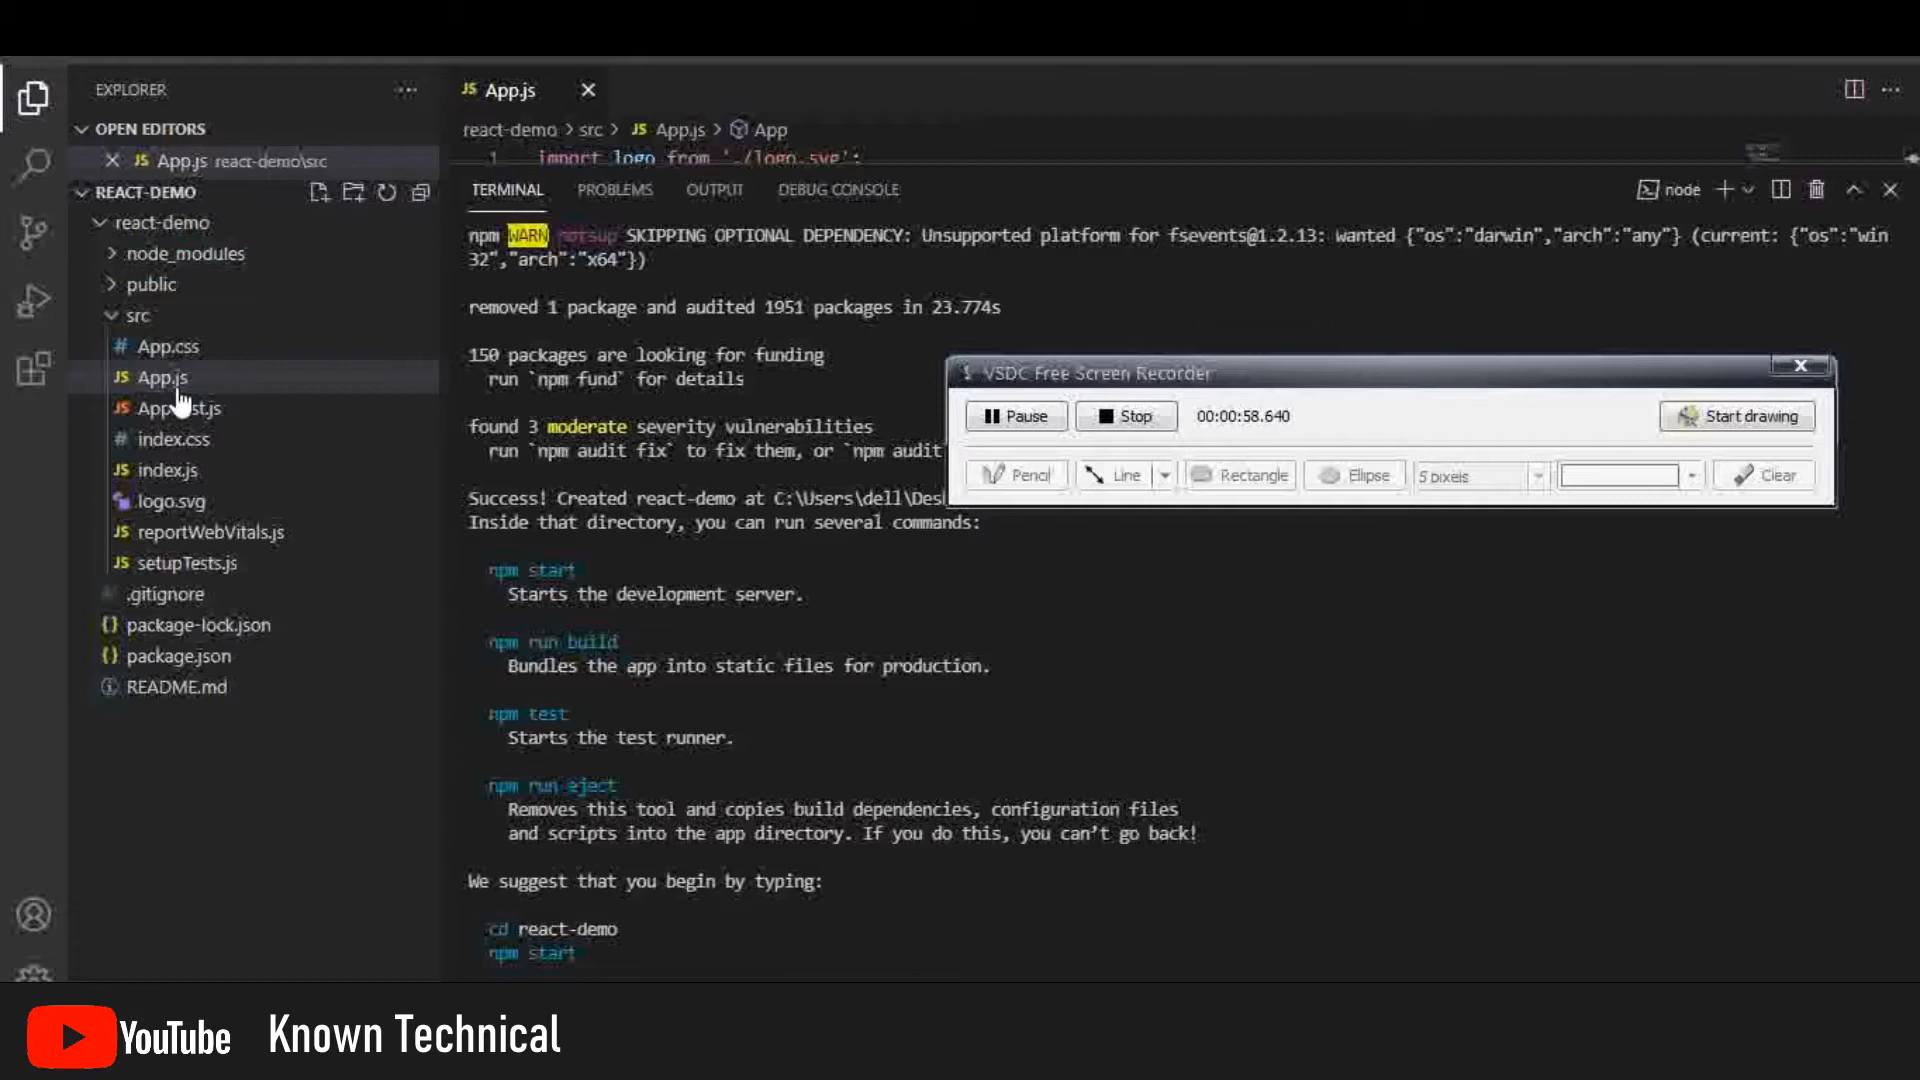 EXPLORER
App.js
OPEN EDITORS
App.js react-demo\src
REACT-DEMO
react-demo
node_modules
public
src
App.css
App.js
index.css
index.js
logo.svg
reportWebVitals.js
setupTests.js
.gitignore
package-lock.json
package.json
README.md
react-demo > src > JS App.js > App
1 import logo from './logo.svg';
TERMINAL PROBLEMS OUTPUT DEBUG CONSOLE
node
npm WARN notsup SKIPPING OPTIONAL DEPENDENCY: Unsupported platform for fsevents@1.2.13: wanted {"os":"darwin","arch":"any"} (current: {"os":"win
32","arch":"x64"})
removed 1 package and audited 1951 packages in 23.774s
150 packages are looking for funding
run `npm fund` for details
found 3 moderate severity vulnerabilities
run `npm audit fix` to fix them, or `npm audit
Success! Created react-demo at C:\Users\dell\Des
Inside that directory, you can run several commands:
npm start
Starts the development server.
npm run build
Bundles the app into static files for production.
npm test
Starts the test runner.
npm run eject
Removes this tool and copies build dependencies, configuration files
and scripts into the app directory. If you do this, you can't go back!
We suggest that you begin by typing:
cd react-demo
npm start
VSDC Free Screen Recorder
Pause Stop 00:00:58.640 Start drawing
Pencil Line Rectangle Ellipse 5 pixels Clear
YouTube Known Technical